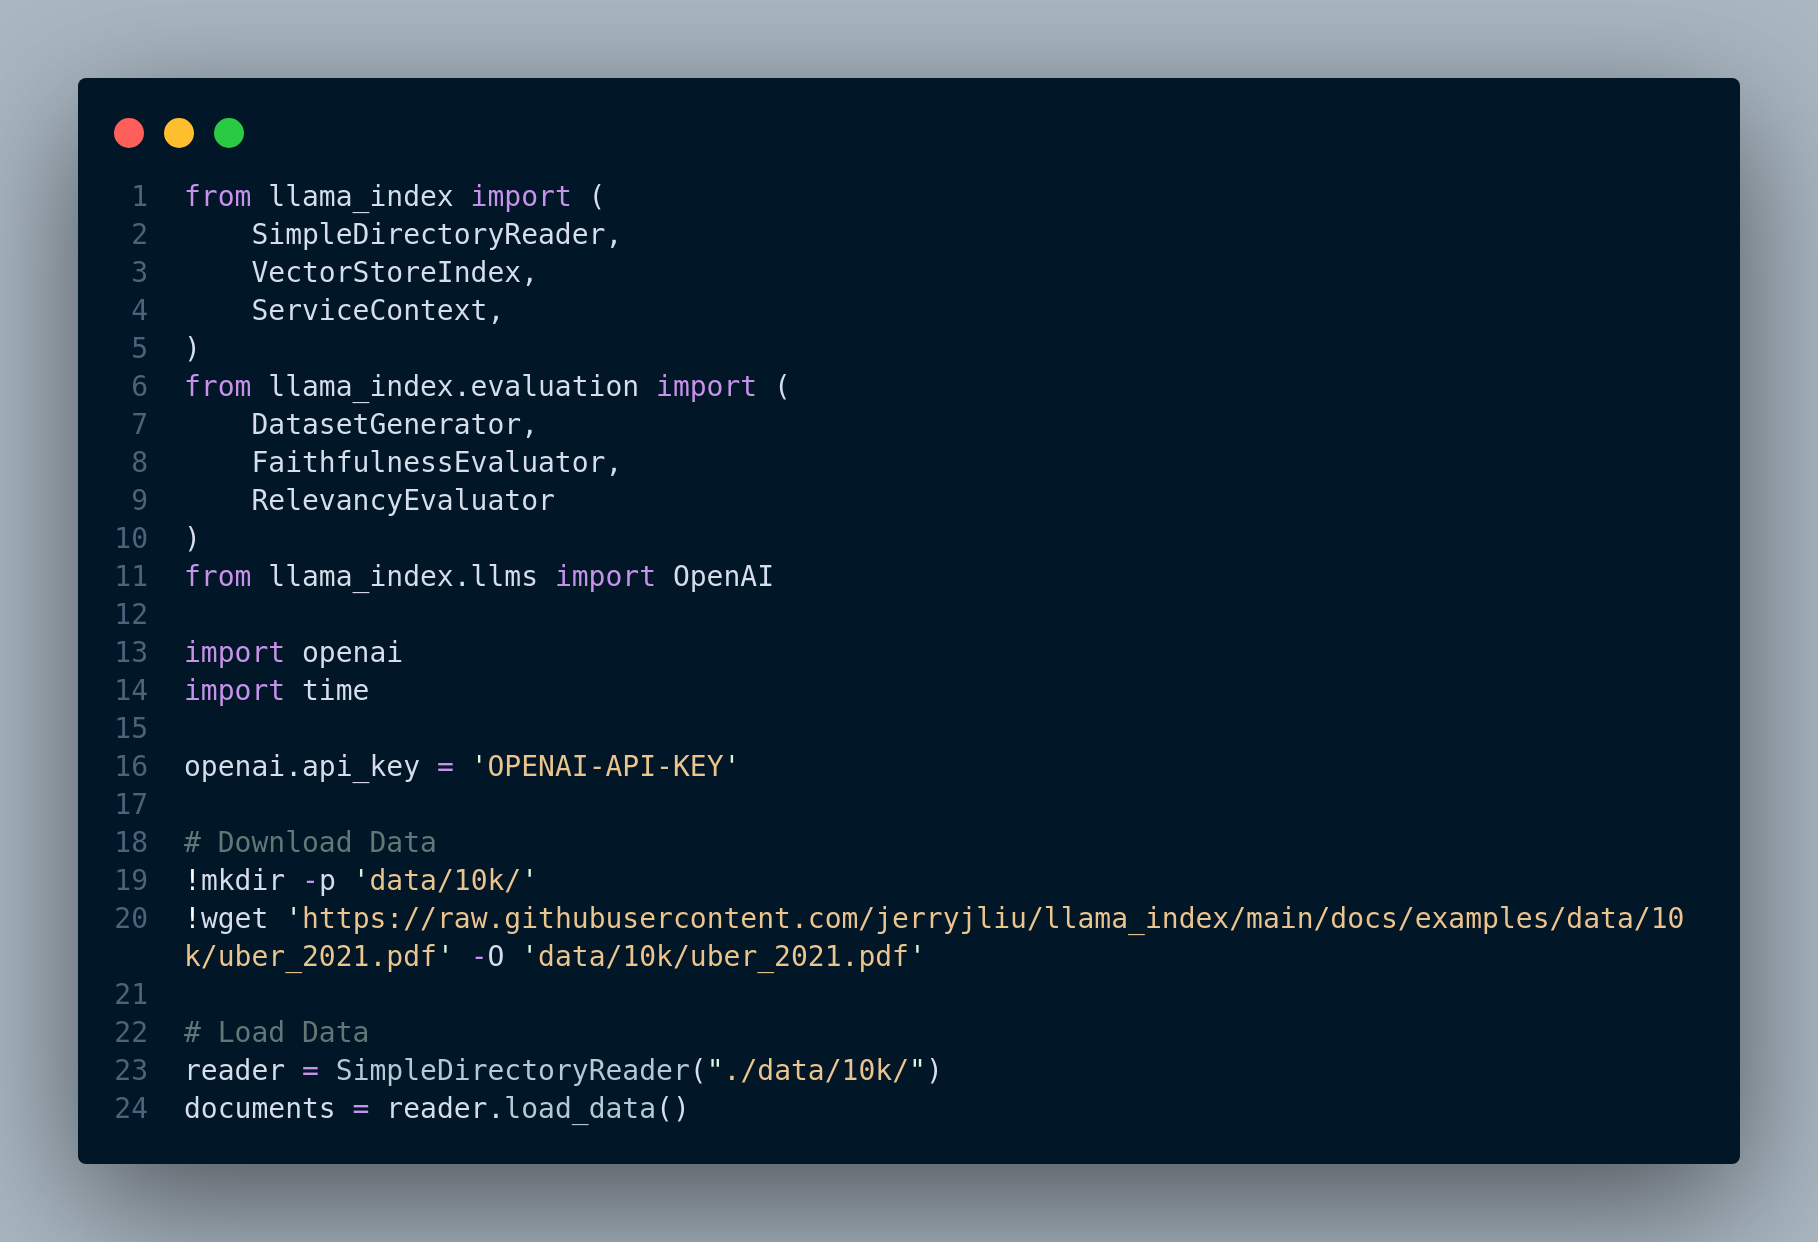 1 from llama_index import (
2     SimpleDirectoryReader,
3     VectorStoreIndex,
4     ServiceContext,
5 )
6 from llama_index.evaluation import (
7     DatasetGenerator,
8     FaithfulnessEvaluator,
9     RelevancyEvaluator
10 )
11 from llama_index.llms import OpenAI
12
13 import openai
14 import time
15
16 openai.api_key = 'OPENAI-API-KEY'
17
18 # Download Data
19 !mkdir -p 'data/10k/'
20 !wget 'https://raw.githubusercontent.com/jerryjliu/llama_index/main/docs/examples/data/10
k/uber_2021.pdf' -O 'data/10k/uber_2021.pdf'
21
22 # Load Data
23 reader = SimpleDirectoryReader("./data/10k/")
24 documents = reader.load_data()